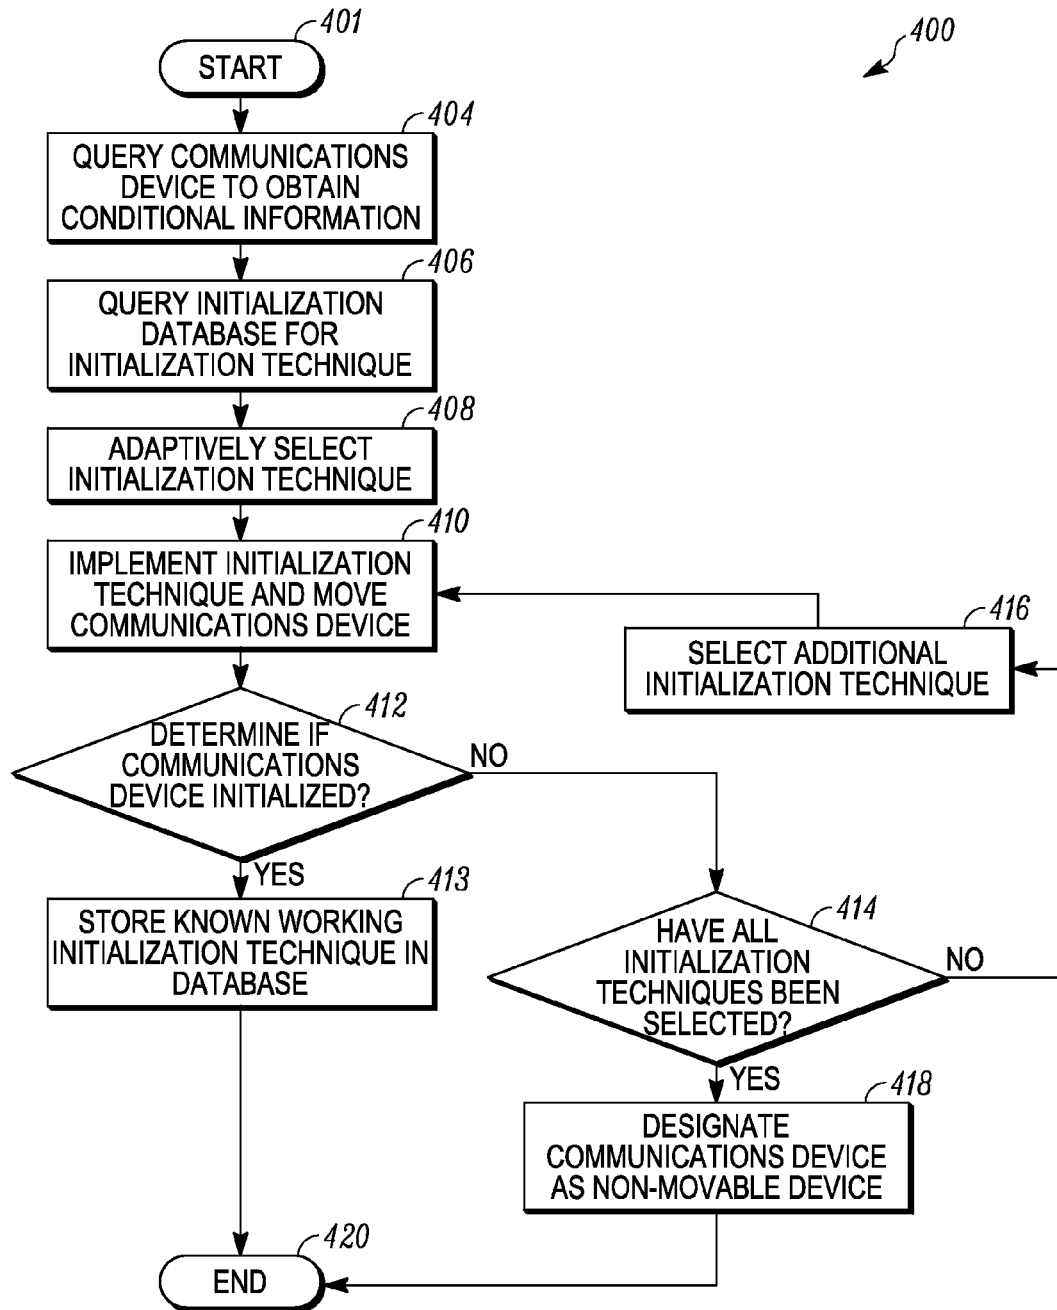 401
START
400
404
QUERY COMMUNICATIONS
DEVICE TO OBTAIN
CONDITIONAL INFORMATION
406
QUERY INITIALIZATION
DATABASE FOR
INITIALIZATION TECHNIQUE
408
ADAPTIVELY SELECT
INITIALIZATION TECHNIQUE
410
IMPLEMENT INITIALIZATION
TECHNIQUE AND MOVE
COMMUNICATIONS DEVICE
416
SELECT ADDITIONAL
INITIALIZATION TECHNIQUE
412
DETERMINE IF
COMMUNICATIONS
DEVICE INITIALIZED?
NO
YES
413
STORE KNOWN WORKING
INITIALIZATION TECHNIQUE IN
DATABASE
414
HAVE ALL
INITIALIZATION
TECHNIQUES BEEN
SELECTED?
NO
YES
418
DESIGNATE
COMMUNICATIONS DEVICE
AS NON-MOVABLE DEVICE
420
END